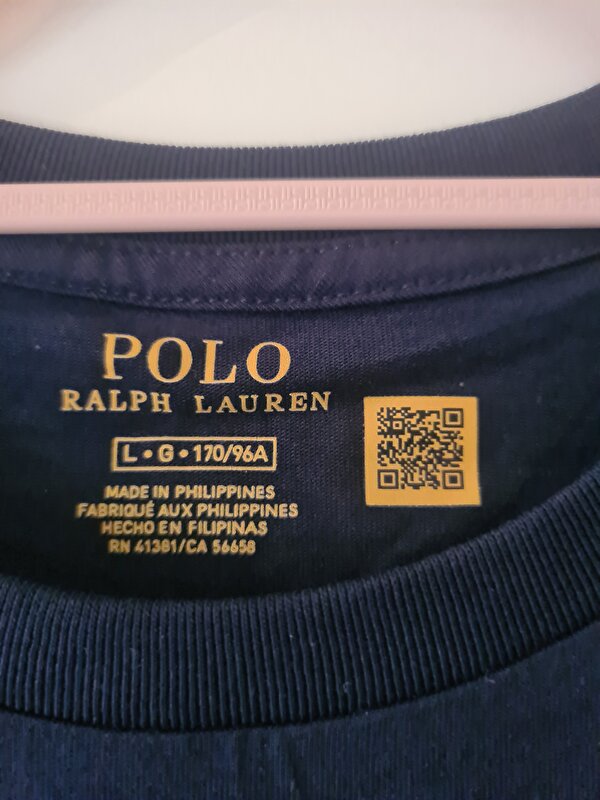 POLO
RALPH LAUREN
L • G • 170/96A
MADE IN PHILIPPINES
FABRIQUÉ AUX PHILIPPINES
HECHO EN FILIPINAS
RN 41381/CA 56658